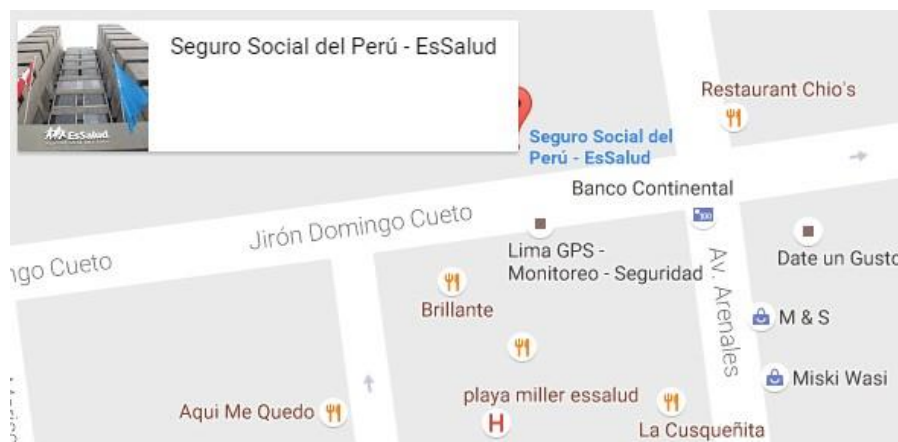 Seguro Social del Perú - EsSalud
EsSalud
Restaurant Chio's
Seguro Social del
Perú - EsSalud
Banco Continental
Jirón Domingo Cueto
ngo Cueto
Lima GPS -
Monitoreo - Seguridad
Date un Gusto
Av. Arenales
Brillante
M & S
playa miller essalud
Miski Wasi
Aqui Me Quedo
H
La Cusqueñita